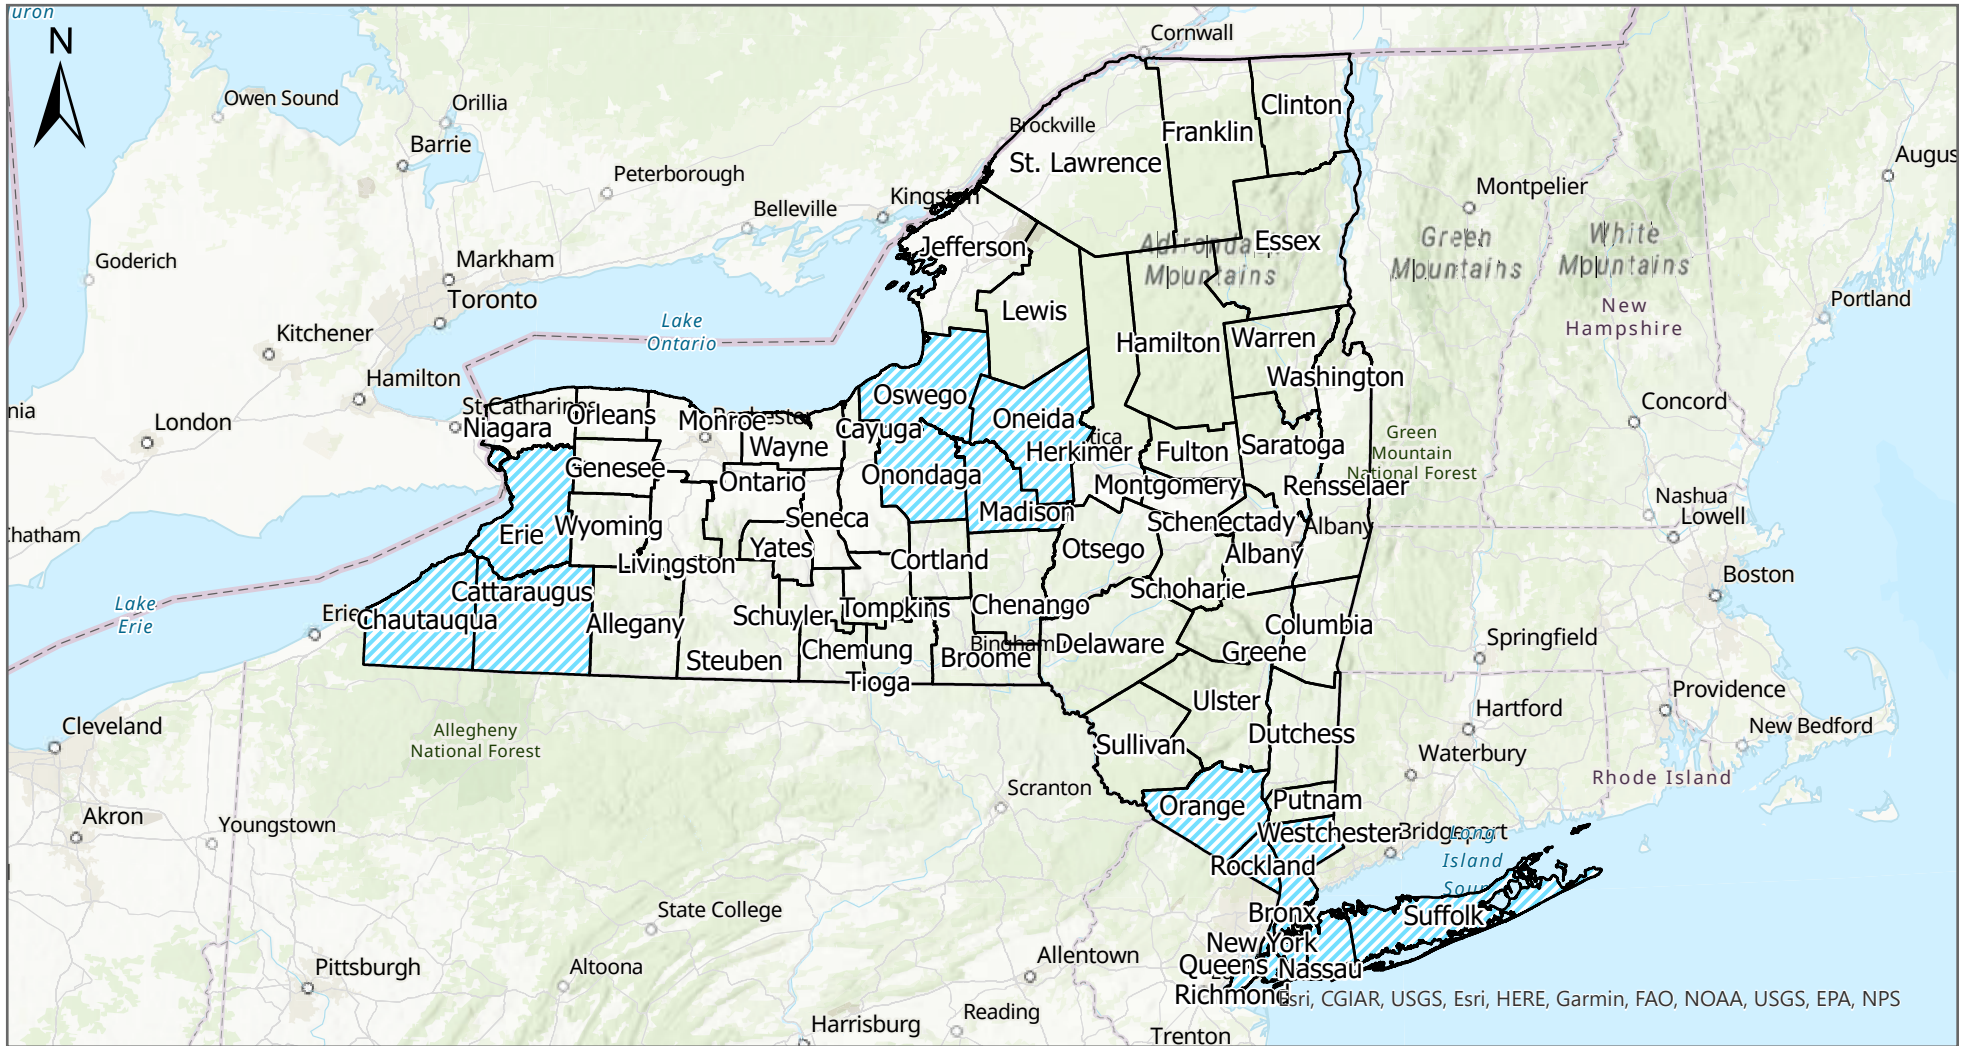 uron
N
Cornwall
Owen Sound
Orillia
Clinton
Brockville
Franklin
Barrie
St. Lawrence
Augus
Peterborough
Montpelier
Kingston
Belleville
Jefferson
Adirondack
Mountains
Essex
Green
Mountains
White
Mountains
Goderich
Markham
Toronto
Portland
New
Hampshire
Lewis
Lake
Ontario
Kitchener
Hamilton
Warren
Hamilton
Washington
Oswego
Concord
nia
St Catharines
Orleans
Monroe
Rochester
Oneida
London
Niagara
Cayuga
Wayne
tica
Herkimer
Fulton
Saratoga
Green
Mountain
National Forest
Genesee
Ontario
Onondaga
Montgomery
Rensselaer
Nashua
Lowell
Madison
Seneca
Schenectady
Albany
Chatham
Erie
Wyoming
Yates
Otsego
Albany
Livingston
Cortland
Boston
Cattaraugus
Schoharie
Lake
Erie
Erie
Chautauqua
Allegany
Schuyler
Tompkins
Chenango
Columbia
Springfield
Bingham
Delaware
Steuben
Chemung
Broome
Greene
Tioga
Providence
Ulster
Hartford
Cleveland
Allegheny
National Forest
New Bedford
Sullivan
Dutchess
Waterbury
Rhode Island
Scranton
Orange
Putnam
Akron
Youngstown
Westchester
Bridgeport
Long
Island
Sour
Rockland
State College
Bronx
Suffolk
New York
Allentown
Pittsburgh
Altoona
Queens
Nassau
Richmond
Esri, CGIAR, USGS, Esri, HERE, Garmin, FAO, NOAA, USGS, EPA, NPS
Reading
Harrisburg
Trenton